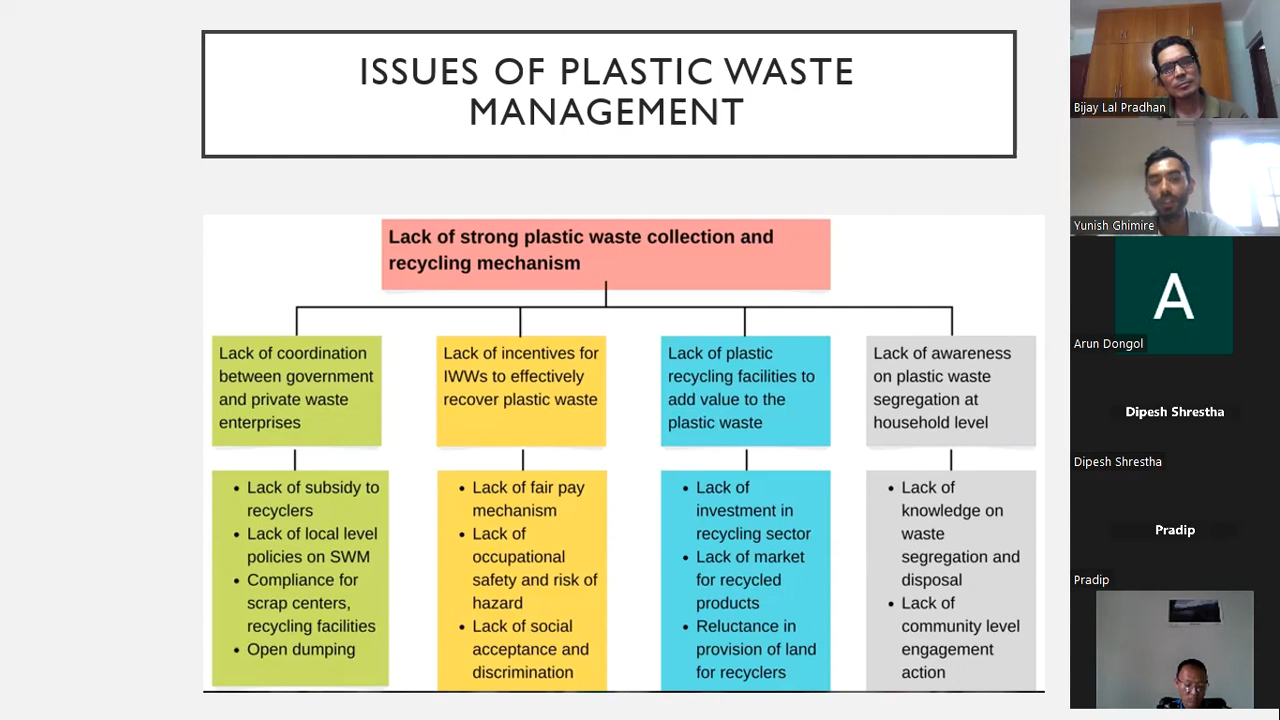 ISSUES OF PLASTIC WASTE
MANAGEMENT
Lack of strong plastic waste collection and
recycling mechanism
Lack of coordination
between government
and private waste
enterprises
Lack of incentives for
IWWs to effectively
recover plastic waste
Lack of plastic
recycling facilities to
add value to the
plastic waste
Lack of awareness
on plastic waste
segregation at
household level
• Lack of subsidy to
recyclers
• Lack of local level
policies on SWM
• Compliance for
scrap centers,
recycling facilities
• Open dumping
• Lack of fair pay
mechanism
• Lack of
occupational
safety and risk of
hazard
• Lack of social
acceptance and
discrimination
• Lack of
investment in
recycling sector
• Lack of market
for recycled
products
• Reluctance in
provision of land
for recyclers
• Lack of
knowledge on
waste
segregation and
disposal
• Lack of
community level
engagement
action
Bijay Lal Pradhan
Yunish Ghimire
A
Arun Dongol
Dipesh Shrestha
Dipesh Shrestha
Pradip
Pradip